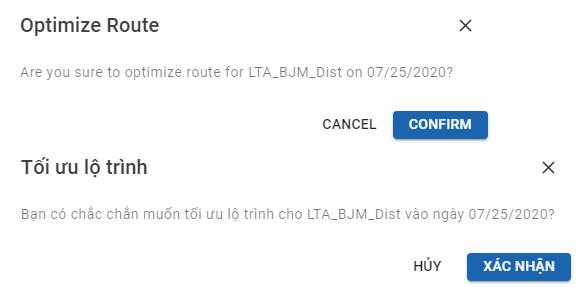 Optimize Route
Are you sure to optimize route for LTA_BJM_Dist on 07/25/2020?
CANCEL CONFIRM
Tối ưu lộ trình
Bạn có chắc chắn muốn tối ưu lộ trình cho LTA_BJM_Dist vào ngày 07/25/2020?
HỦY XÁC NHẬN